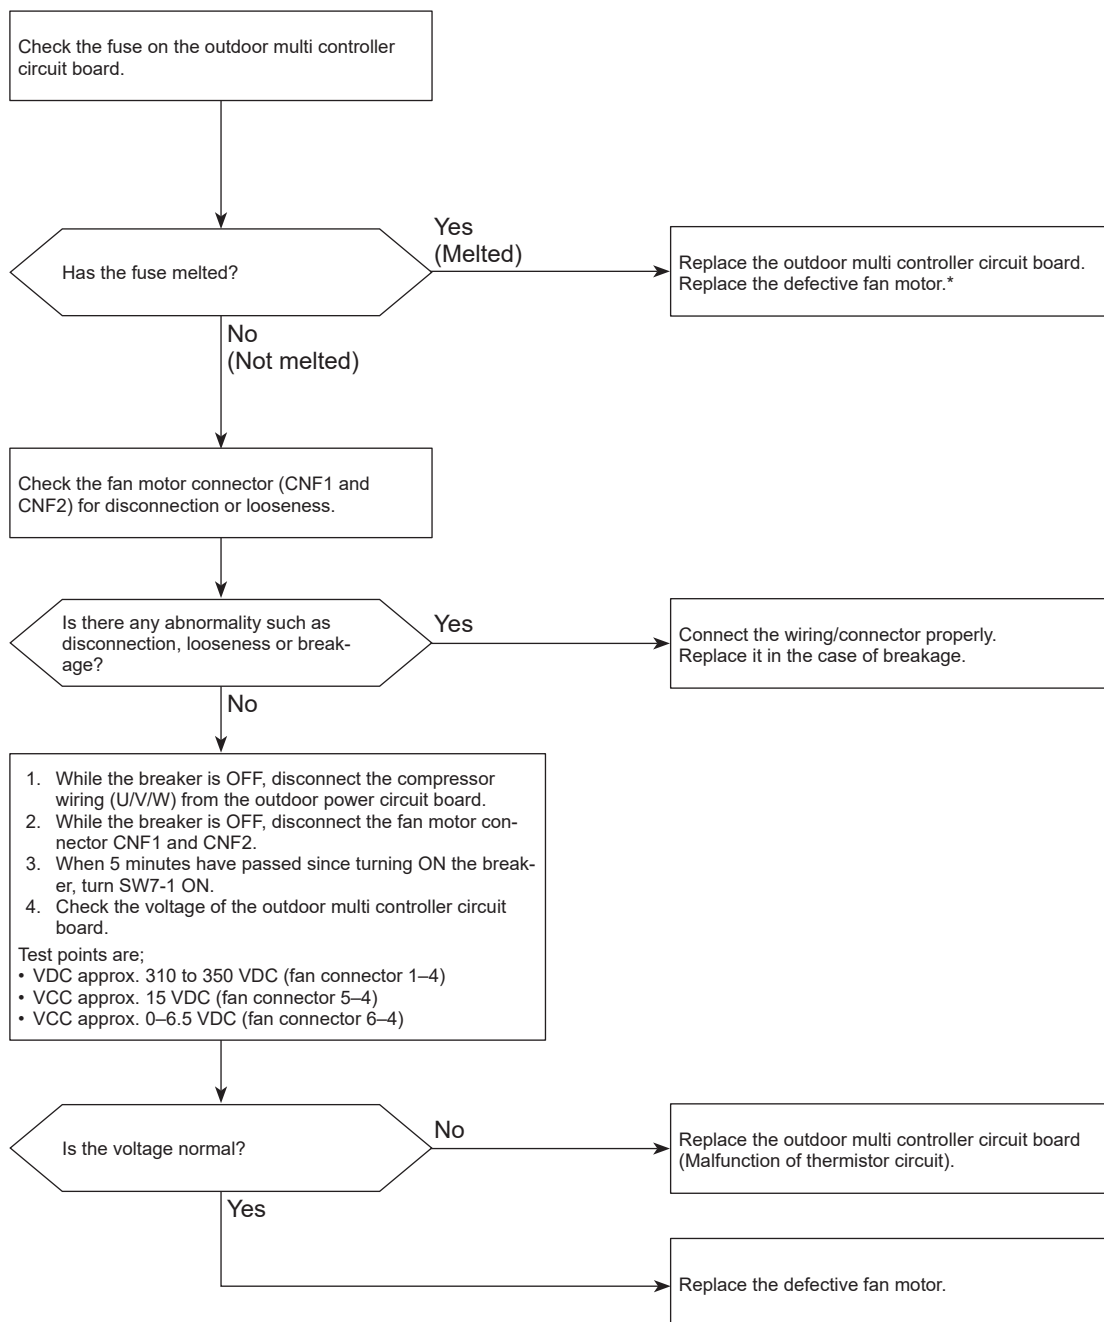 Check the fuse on the outdoor multi controller
circuit board.
Has the fuse melted?
Yes
(Melted)
Replace the outdoor multi controller circuit board.
Replace the defective fan motor.*
No
(Not melted)
Check the fan motor connector (CNF1 and
CNF2) for disconnection or looseness.
Is there any abnormality such as
disconnection, looseness or break-
age?
Yes
Connect the wiring/connector properly.
Replace it in the case of breakage.
No
1. While the breaker is OFF, disconnect the compressor
wiring (U/V/W) from the outdoor power circuit board.
2. While the breaker is OFF, disconnect the fan motor con-
nector CNF1 and CNF2.
3. When 5 minutes have passed since turning ON the break-
er, turn SW7-1 ON.
4. Check the voltage of the outdoor multi controller circuit
board.
Test points are;
• VDC approx. 310 to 350 VDC (fan connector 1–4)
• VCC approx. 15 VDC (fan connector 5–4)
• VCC approx. 0–6.5 VDC (fan connector 6–4)
Is the voltage normal?
No
Replace the outdoor multi controller circuit board
(Malfunction of thermistor circuit).
Yes
Replace the defective fan motor.